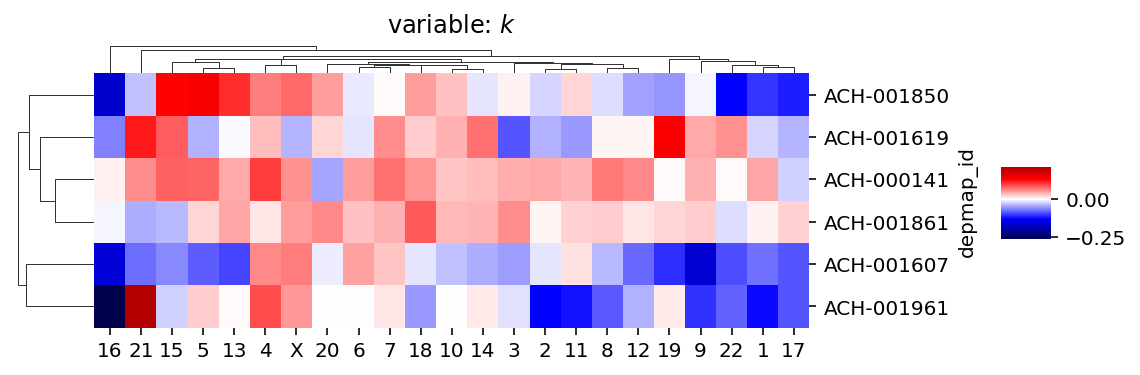 variable: k
ACH-001850
ACH-001619
ACH-000141
ACH-001861
ACH-001607
ACH-001961
depmap_id
0.00
−0.25
16 21 15 5 13 4 X 20 6 7 18 10 14 3 2 11 8 12 19 9 22 1 17